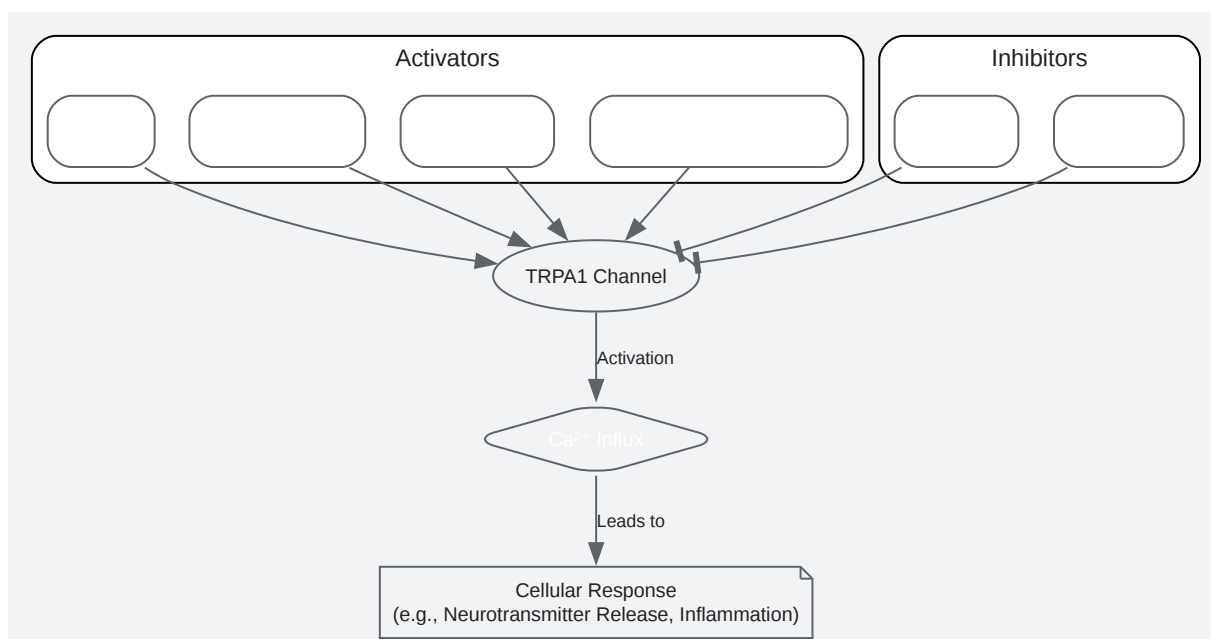 Activators
Inhibitors
TRPA1 Channel
Activation
Ca²⁺ Influx
Leads to
Cellular Response
(e.g., Neurotransmitter Release, Inflammation)